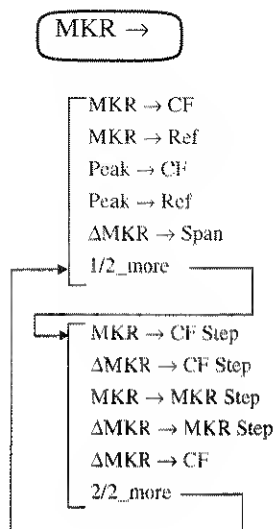 MKR →
MKR → CF
MKR → Ref
Peak → CF
Peak → Ref
ΔMKR → Span
1/2_more
MKR → CF Step
ΔMKR → CF Step
MKR → MKR Step
ΔMKR → MKR Step
ΔMKR → CF
2/2_more